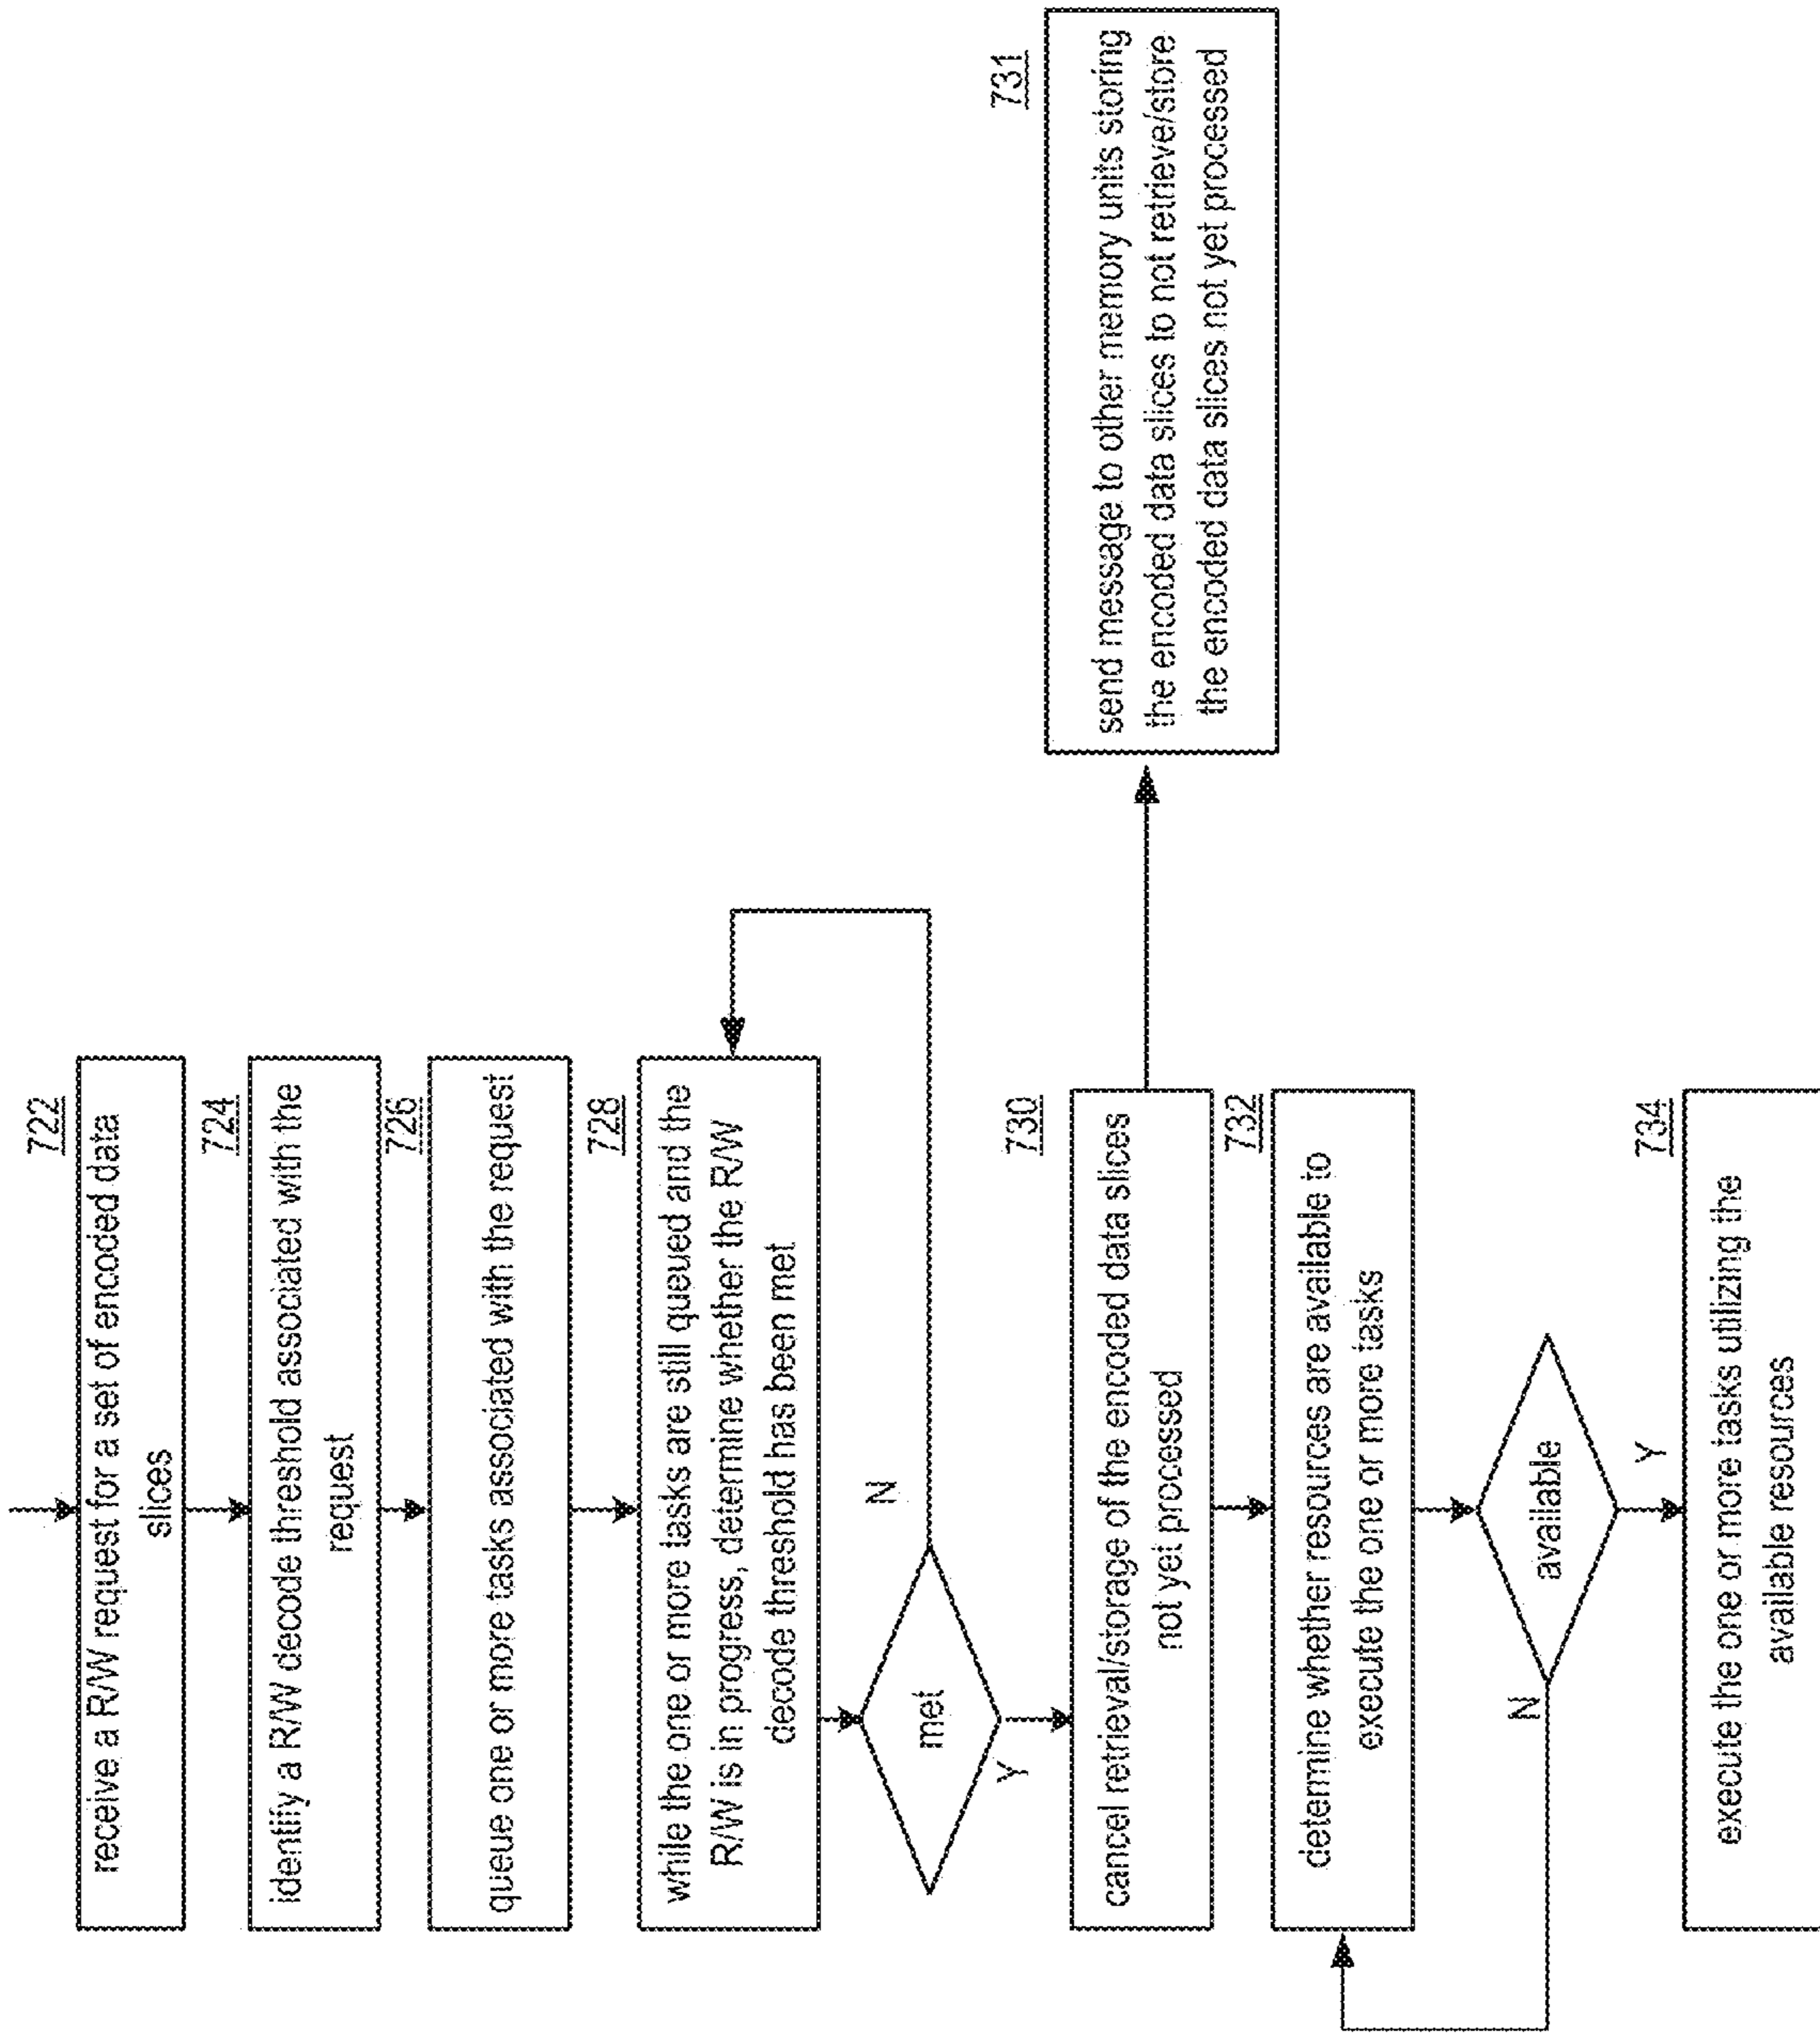 722
receive a R/W request for a set of encoded data
slices
724
identify a R/W decode threshold associated with the
request
726
queue one or more tasks associated with the request
728
while the one or more tasks are still queued and the
R/W is in progress, determine whether the R/W
decode threshold has been met
met
N
Y
730
cancel retrieval/storage of the encoded data slices
not yet processed
731
send message to other memory units storing
the encoded data slices to not retrieve/store
the encoded data slices not yet processed
732
determine whether resources are available to
execute the one or more tasks
available
N
Y
734
execute the one or more tasks utilizing the
available resources